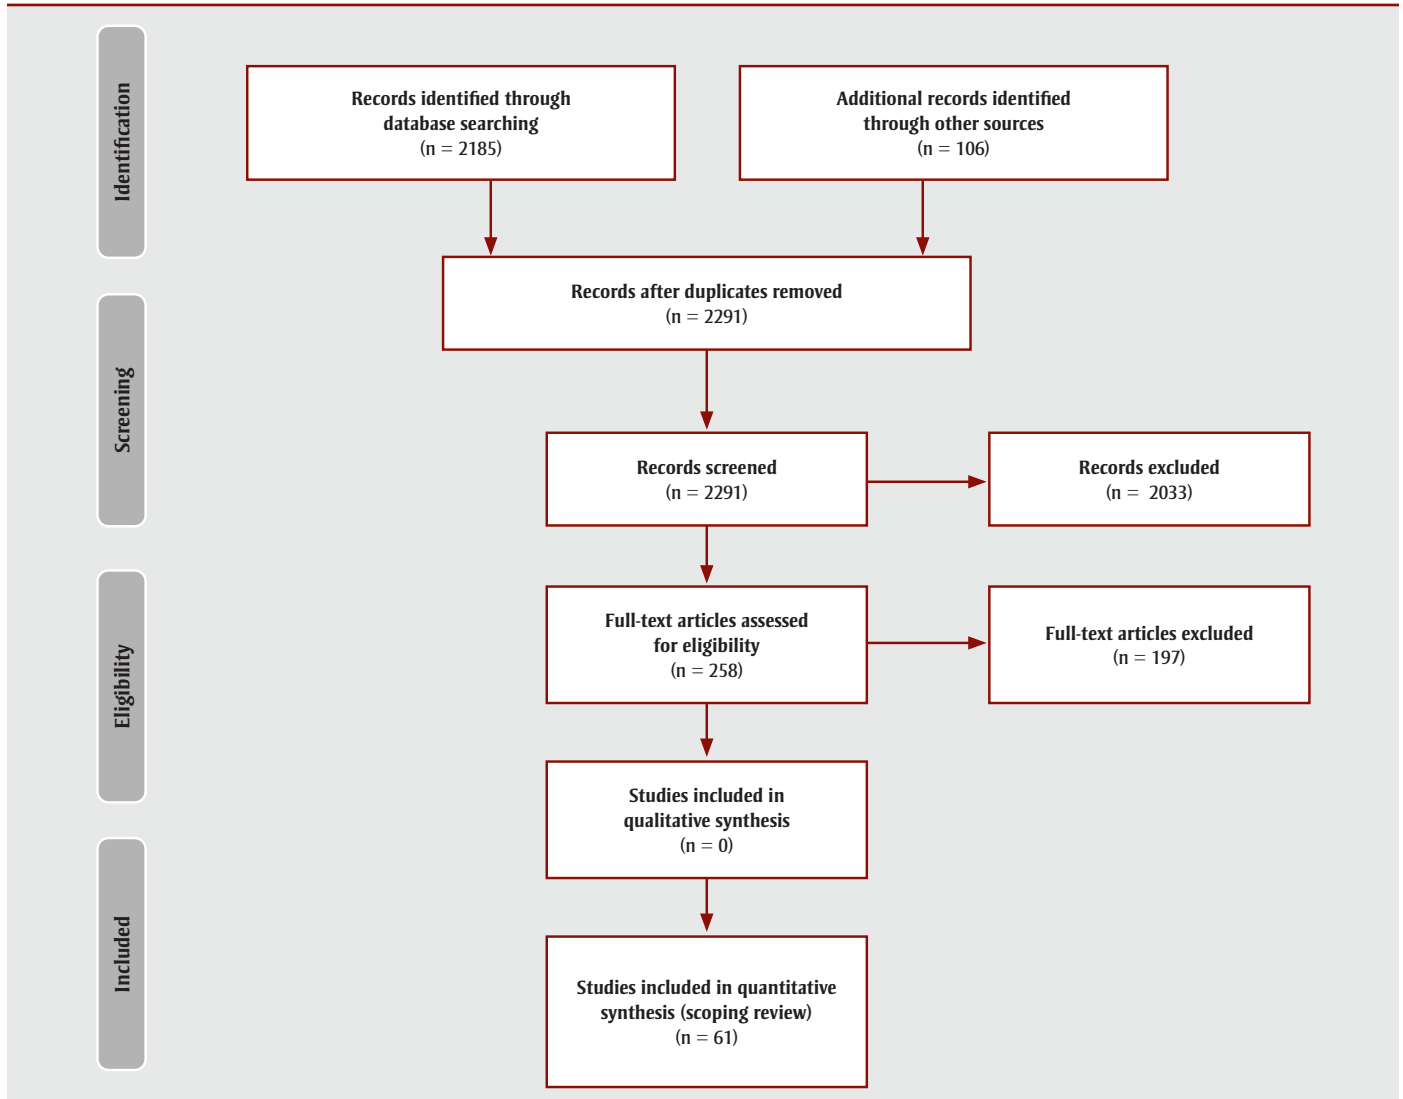 Identification
Records identified through
database searching
(n = 2185)
Additional records identified
through other sources
(n = 106)
Records after duplicates removed
(n = 2291)
Screening
Records screened
(n = 2291)
Records excluded
(n = 2033)
Eligibility
Full-text articles assessed
for eligibility
(n = 258)
Full-text articles excluded
(n = 197)
Studies included in
qualitative synthesis
(n = 0)
Included
Studies included in quantitative
synthesis (scoping review)
(n = 61)